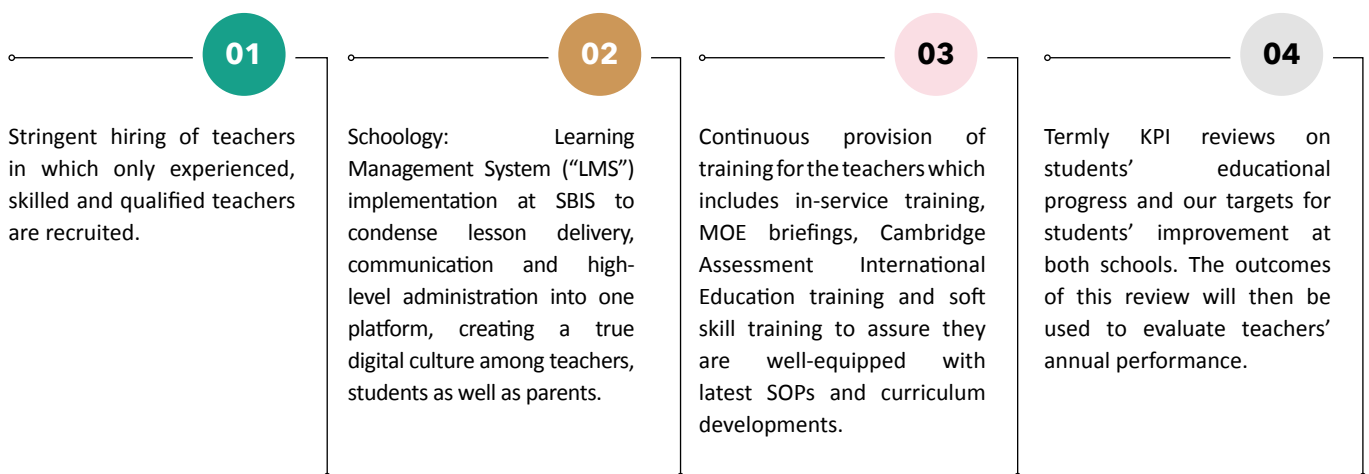 01
Stringent hiring of teachers
in which only experienced,
skilled and qualified teachers
are recruited.
02
Schoology: Learning
Management System (“LMS”)
implementation at SBIS to
condense lesson delivery,
communication and high-
level administration into one
platform, creating a true
digital culture among teachers,
students as well as parents.
03
Continuous provision of
training for the teachers which
includes in-service training,
MOE briefings, Cambridge
Assessment International
Education training and soft
skill training to assure they
are well-equipped with
latest SOPs and curriculum
developments.
04
Termly KPI reviews on
students’ educational
progress and our targets for
students’ improvement at
both schools. The outcomes
of this review will then be
used to evaluate teachers’
annual performance.